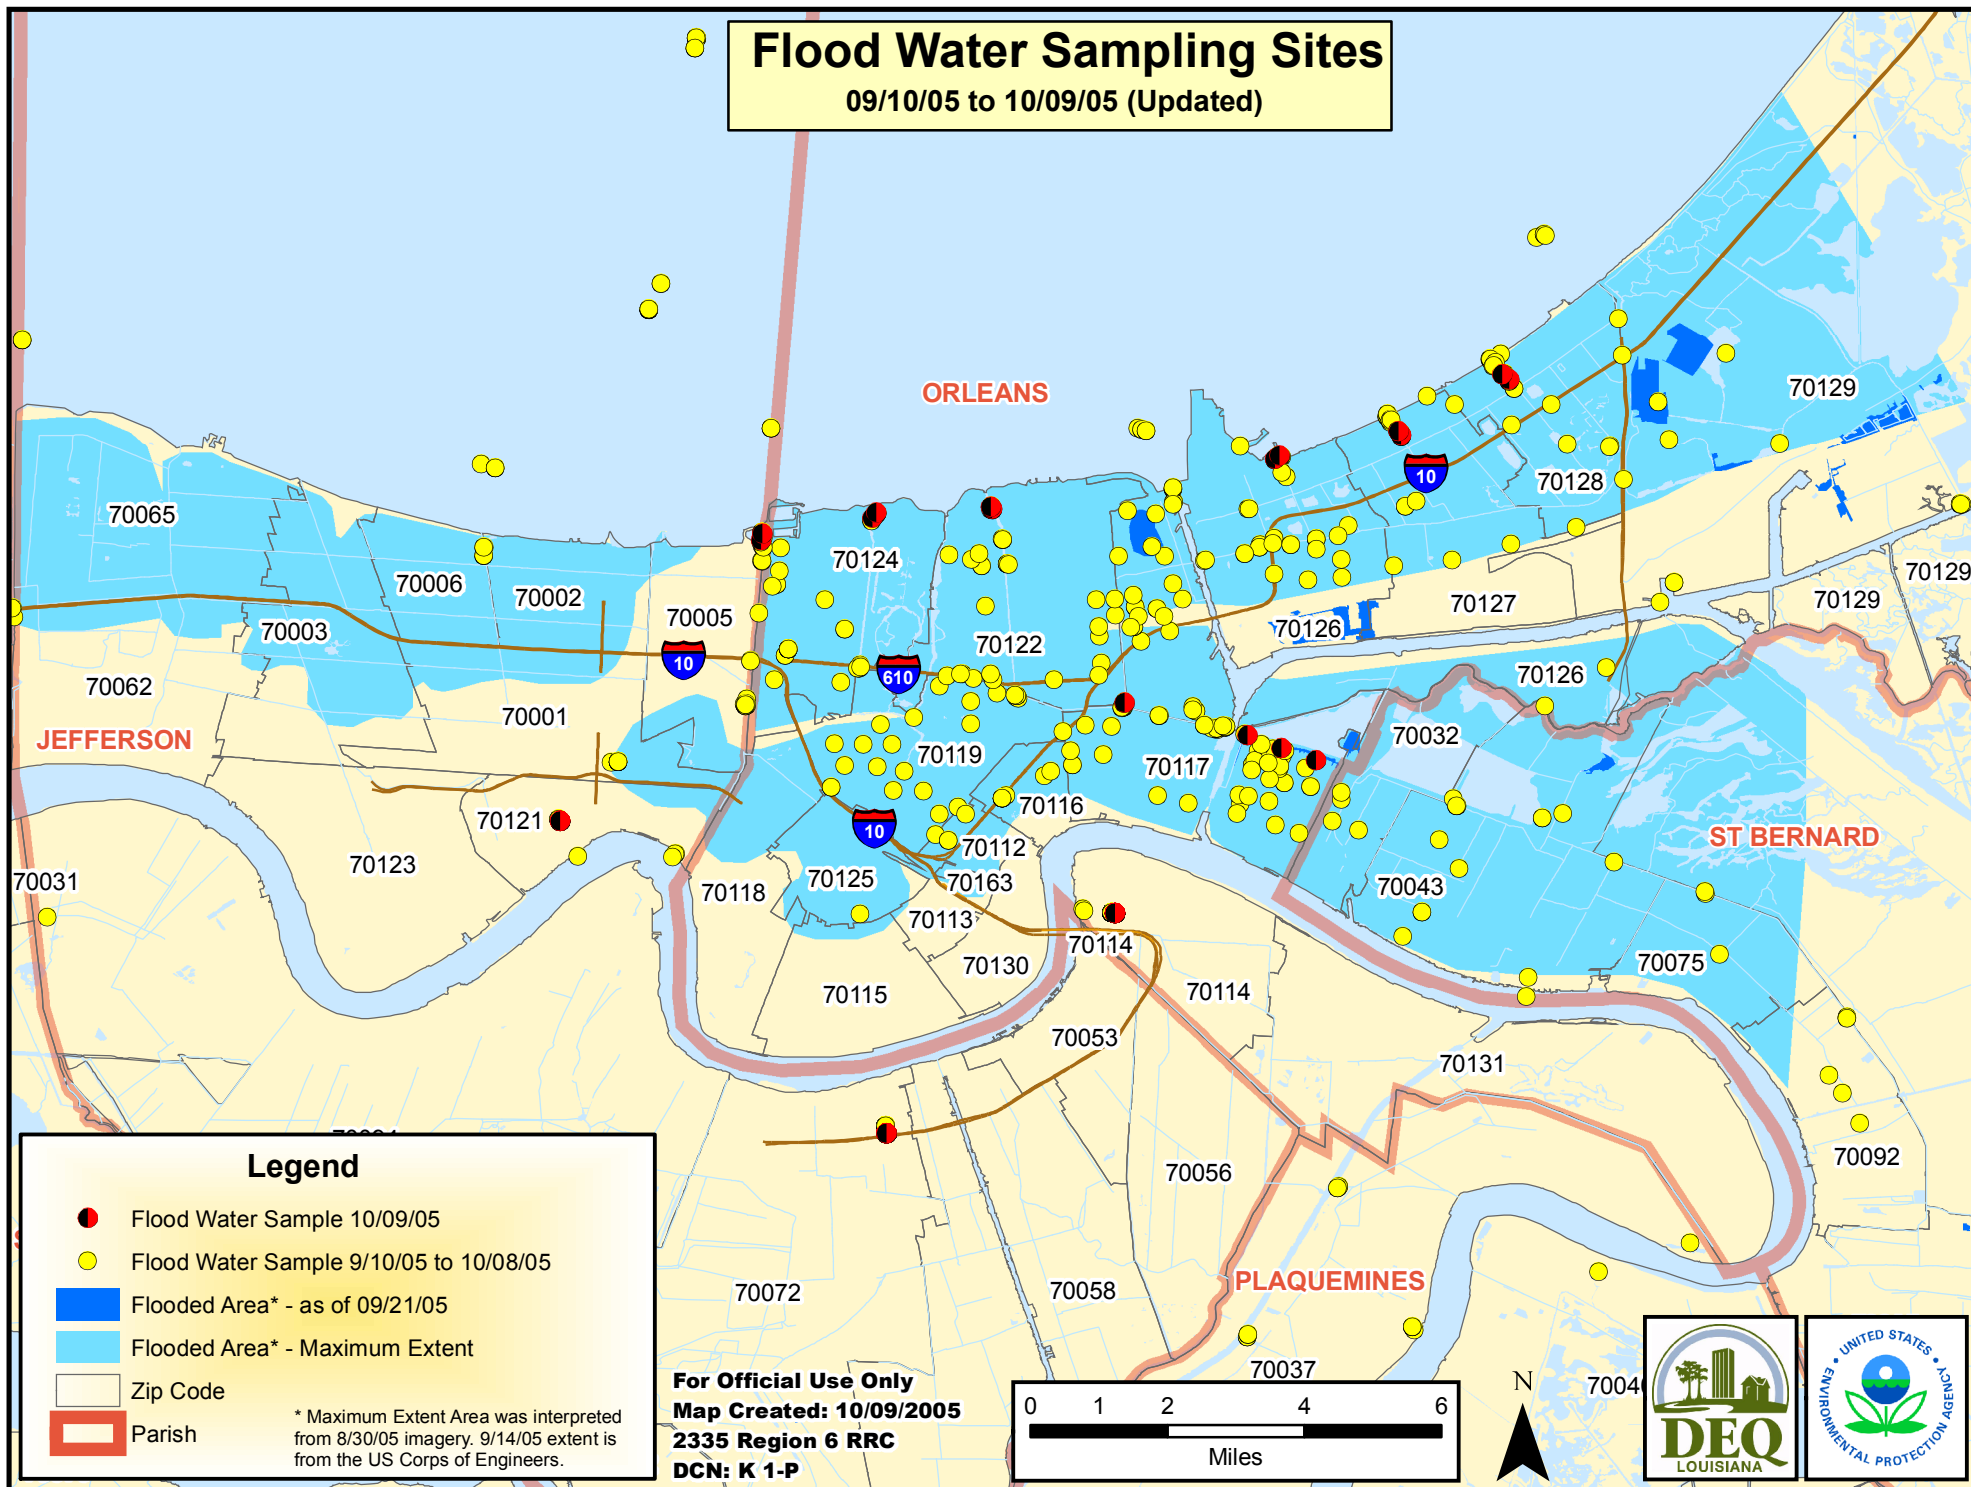 Flood Water Sampling Sites
09/10/05 to 10/09/05 (Updated)
ORLEANS
70129
70065
70128
70124
70006
70002
70005
70003
70122
70127
70126
70129
70129
70062
70001
70126
JEFFERSON
10
610
10
70032
70119
70117
70116
ST BERNARD
70121
10
70112
70123
70031
70118
70125
70163
70043
70113
70114
70130
70075
70115
70114
70053
70131
70092
70056
PLAQUEMINES
70072
70058
70037
Legend
Flood Water Sample 10/09/05
Flood Water Sample 9/10/05 to 10/08/05
Flooded Area* - as of 09/21/05
Flooded Area* - Maximum Extent
Zip Code
Parish
* Maximum Extent Area was interpreted
from 8/30/05 imagery. 9/14/05 extent is
from the US Corps of Engineers.
For Official Use Only
Map Created: 10/09/2005
2335 Region 6 RRC
DCN: K 1-P
0 1 2 4 6
Miles
N
DEQ
LOUISIANA
UNITED STATES
ENVIRONMENTAL PROTECTION AGENCY